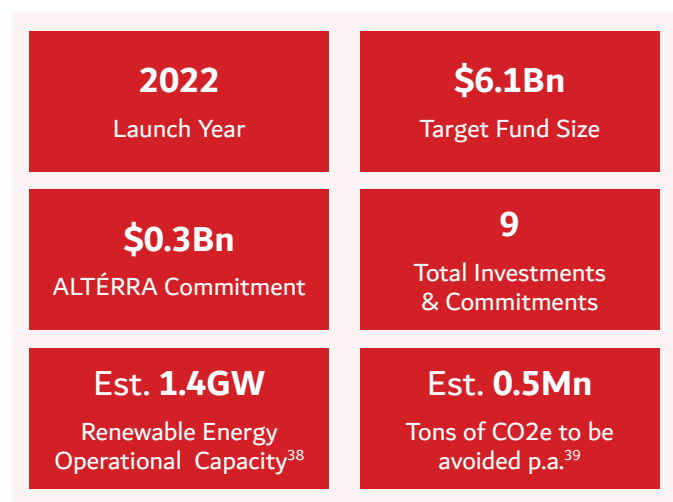 2022
Launch Year
$6.1Bn
Target Fund Size
$0.3Bn
ALTÉRRA Commitment
9
Total Investments
& Commitments
Est. 1.4GW
Renewable Energy
Operational Capacity38
Est. 0.5Mn
Tons of CO2e to be
avoided p.a.39